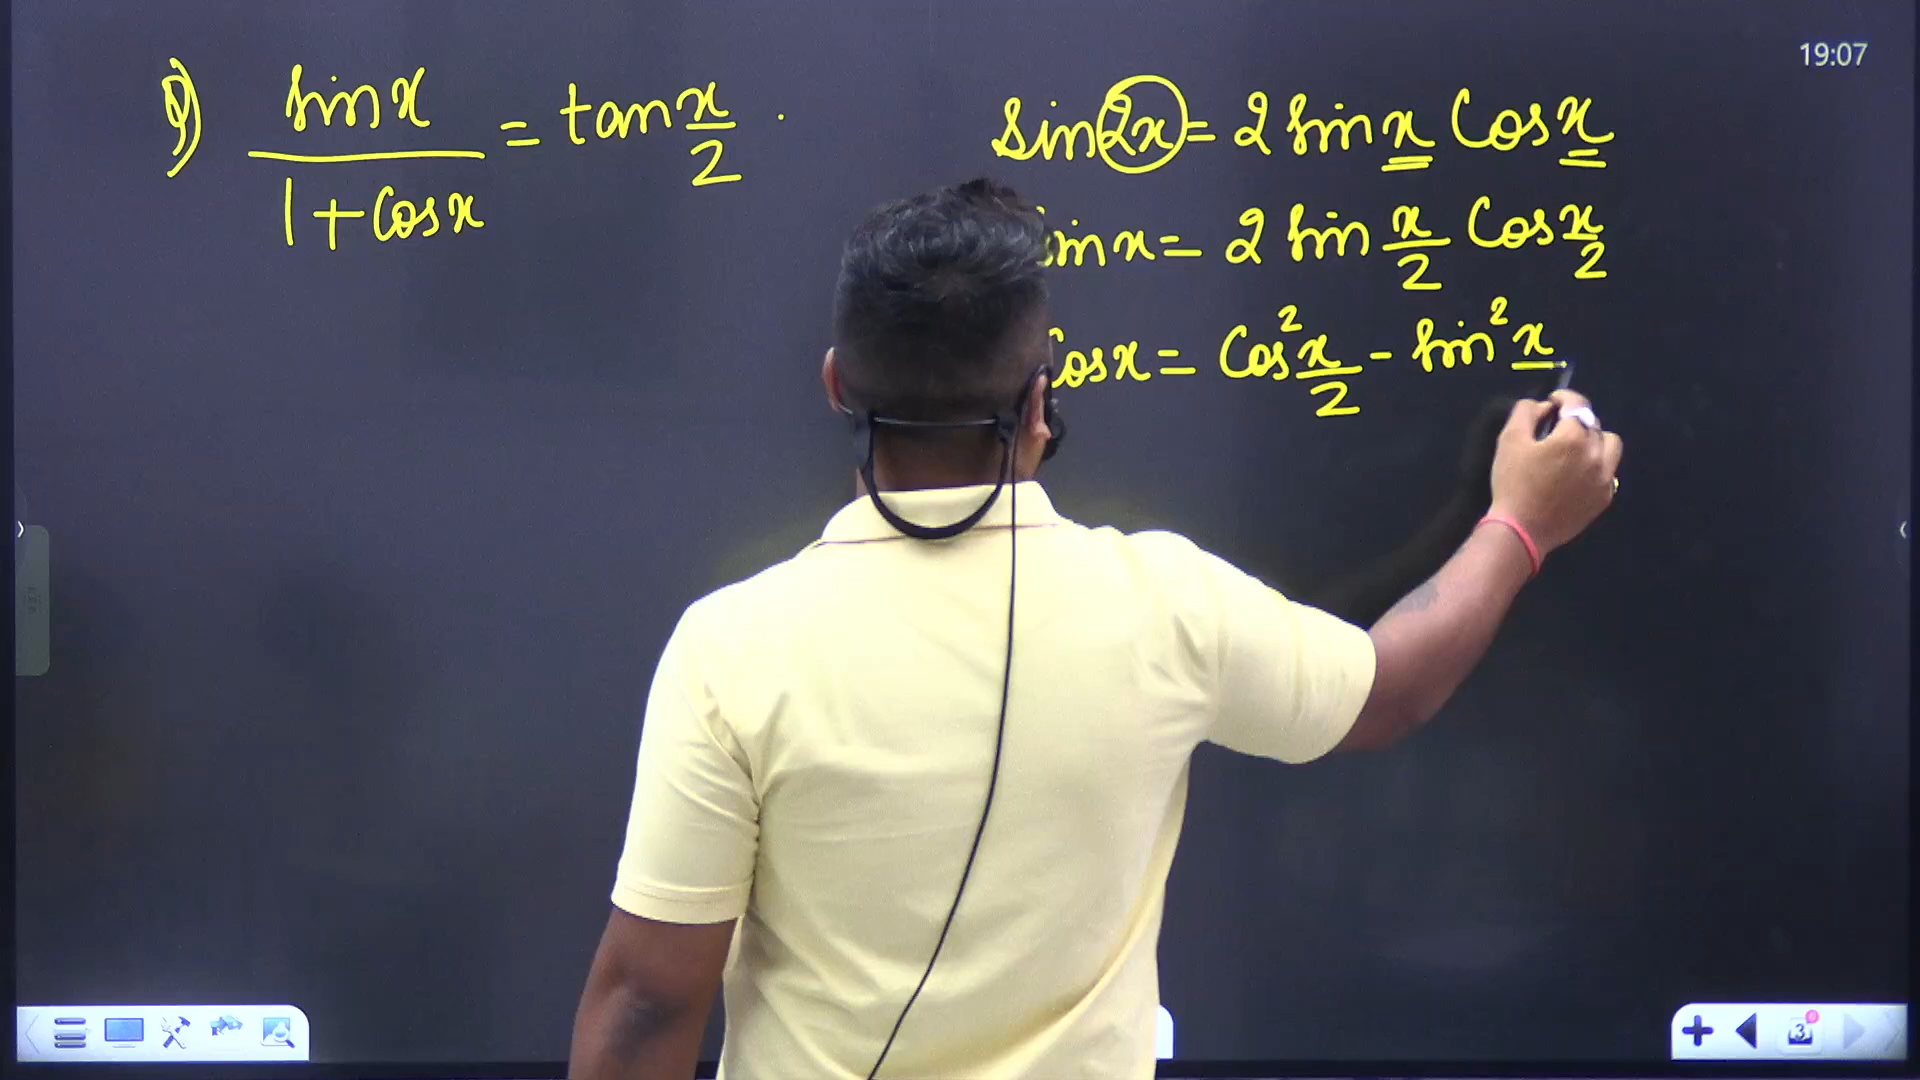 19:07
9) sinx / 1+Cosx = tan x/2 .
Sin2x = 2 sinx Cosx
sinx = 2 sin x/2 Cos x/2
Cosx = Cos² x/2 - sin² x
3